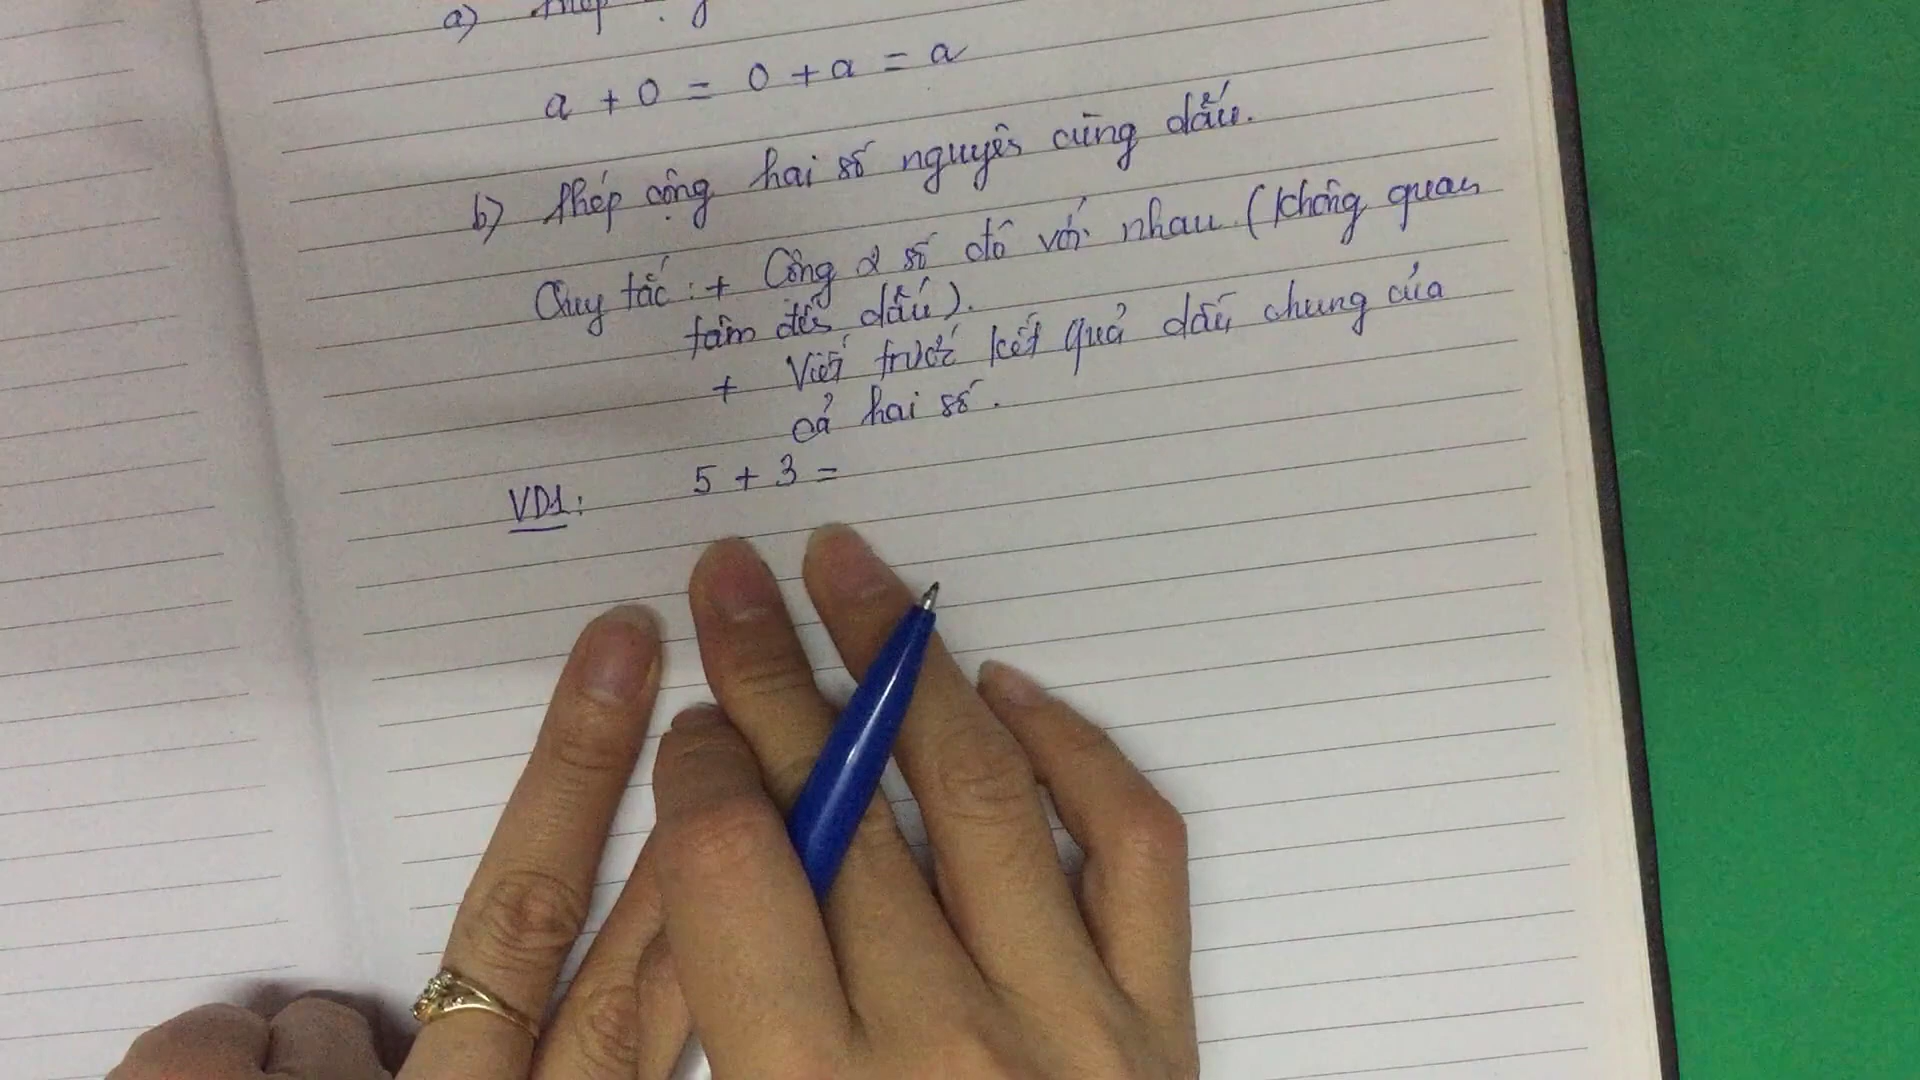 a) Phép
a + 0 = 0 + a = a
b) Phép cộng hai số nguyên cùng dấu.
Quy tắc: + Cộng 2 số đó với nhau (không quan
tâm đến dấu).
+ Viết trước kết quả dấu chung của
cả hai số.
VD1: 5 + 3 =